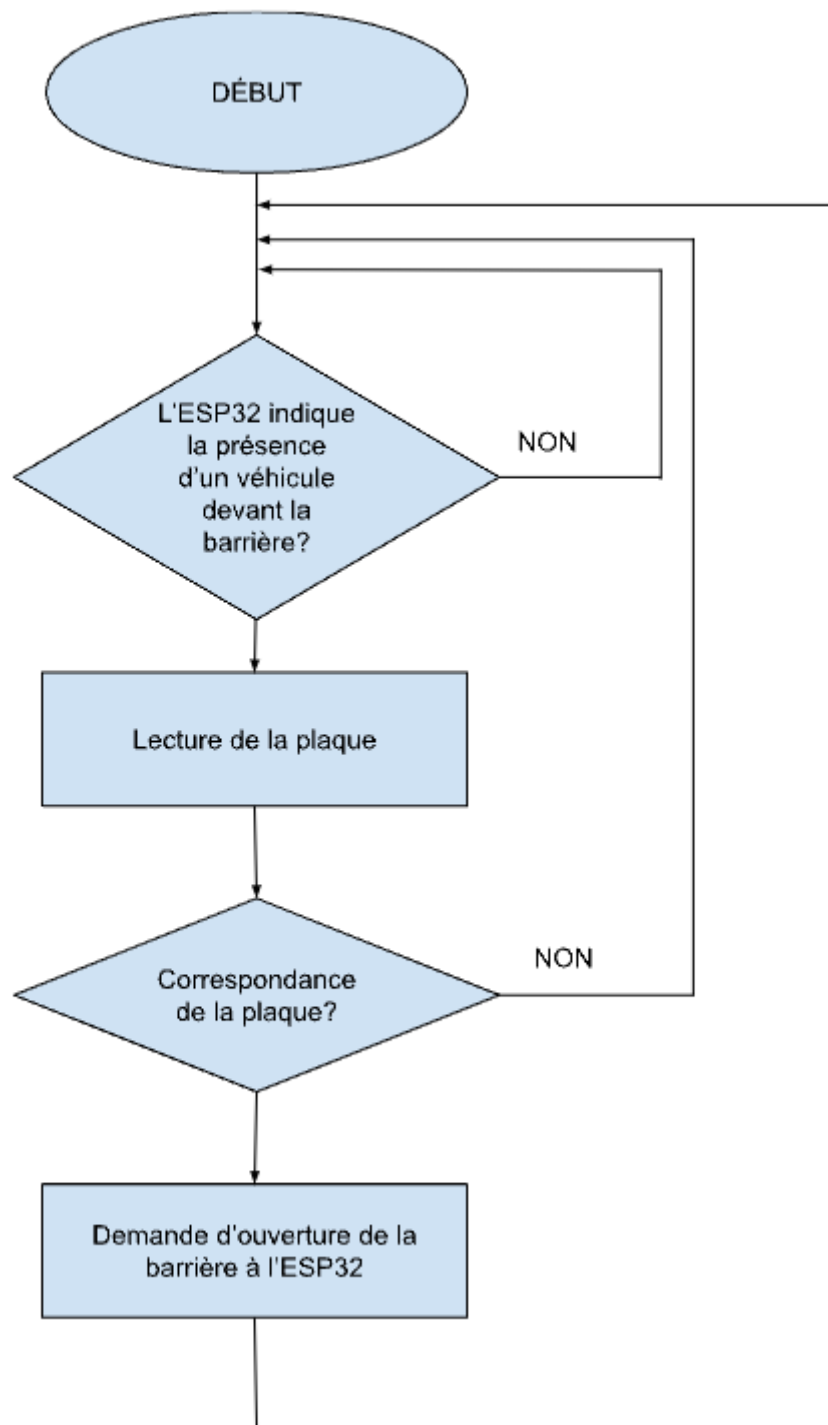 DÉBUT
L'ESP32 indique
la présence
d'un véhicule
devant la
barrière?
NON
Lecture de la plaque
NON
Correspondance
de la plaque?
Demande d'ouverture de la
barrière à l'ESP32